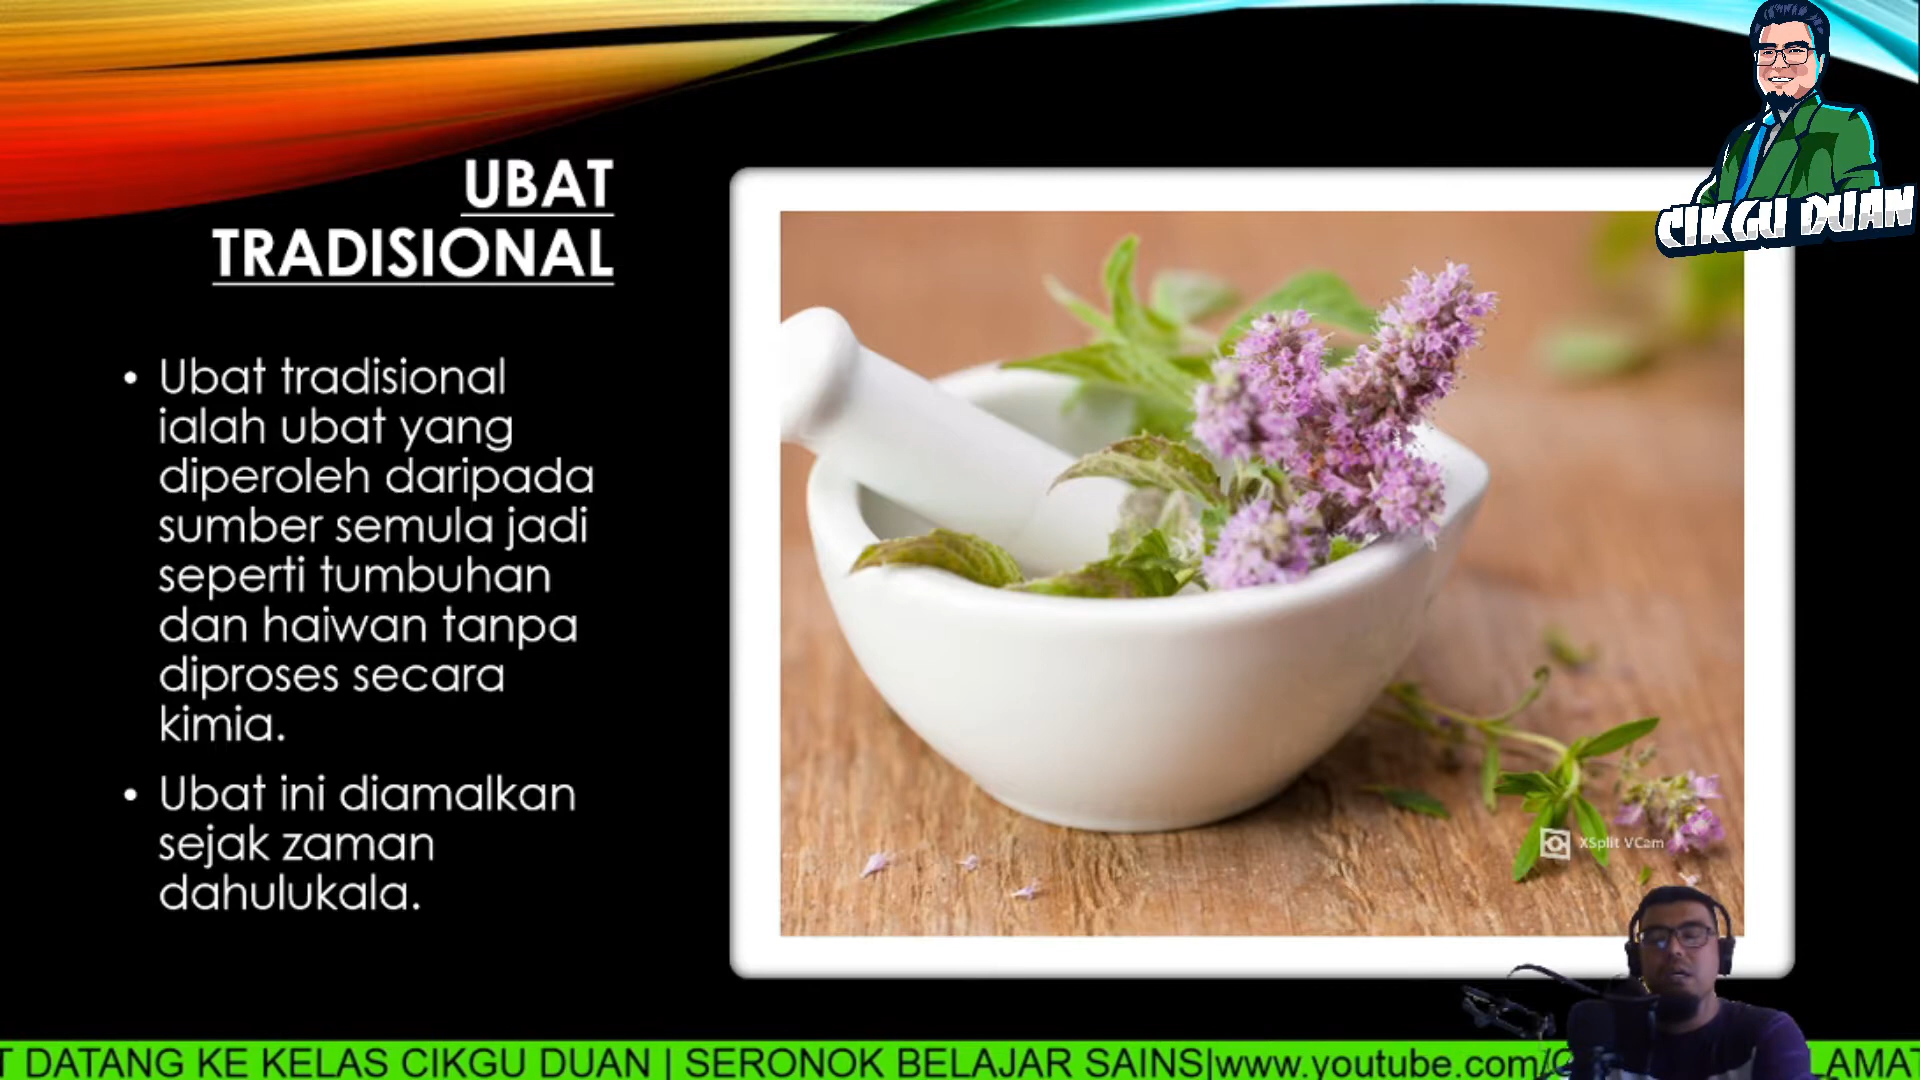 CIKGU DUAN
UBAT
TRADISIONAL
• Ubat tradisional
ialah ubat yang
diperoleh daripada
sumber semula jadi
seperti tumbuhan
dan haiwan tanpa
diproses secara
kimia.
• Ubat ini diamalkan
sejak zaman
dahulukala.
XSplit VCam
T DATANG KE KELAS CIKGU DUAN | SERONOK BELAJAR SAINS|www.youtube.com/C LAMAT